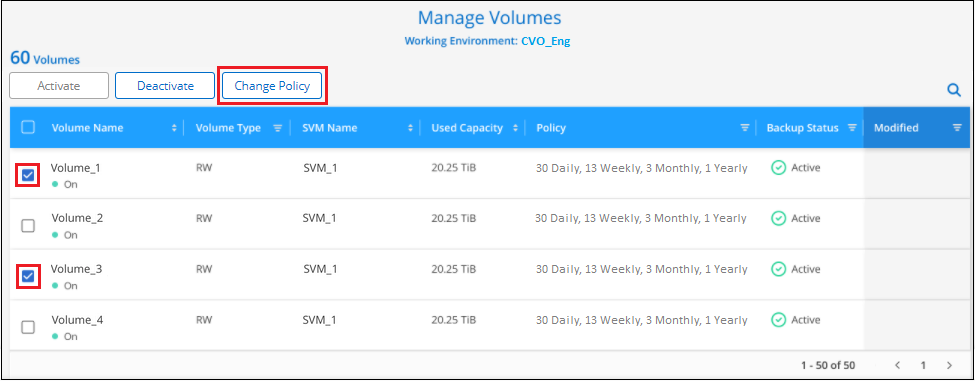 Manage Volumes
Working Environment: CVO_Eng
60 Volumes
Activate Deactivate Change Policy
Volume Name Volume Type SVM Name Used Capacity Policy Backup Status Modified
Volume_1 RW SVM_1 20.25 TiB 30 Daily, 13 Weekly, 3 Monthly, 1 Yearly Active
On
Volume_2 RW SVM_1 20.25 TiB 30 Daily, 13 Weekly, 3 Monthly, 1 Yearly Active
On
Volume_3 RW SVM_1 20.25 TiB 30 Daily, 13 Weekly, 3 Monthly, 1 Yearly Active
On
Volume_4 RW SVM_1 20.25 TiB 30 Daily, 13 Weekly, 3 Monthly, 1 Yearly Active
On
1 - 50 of 50 < 1 >